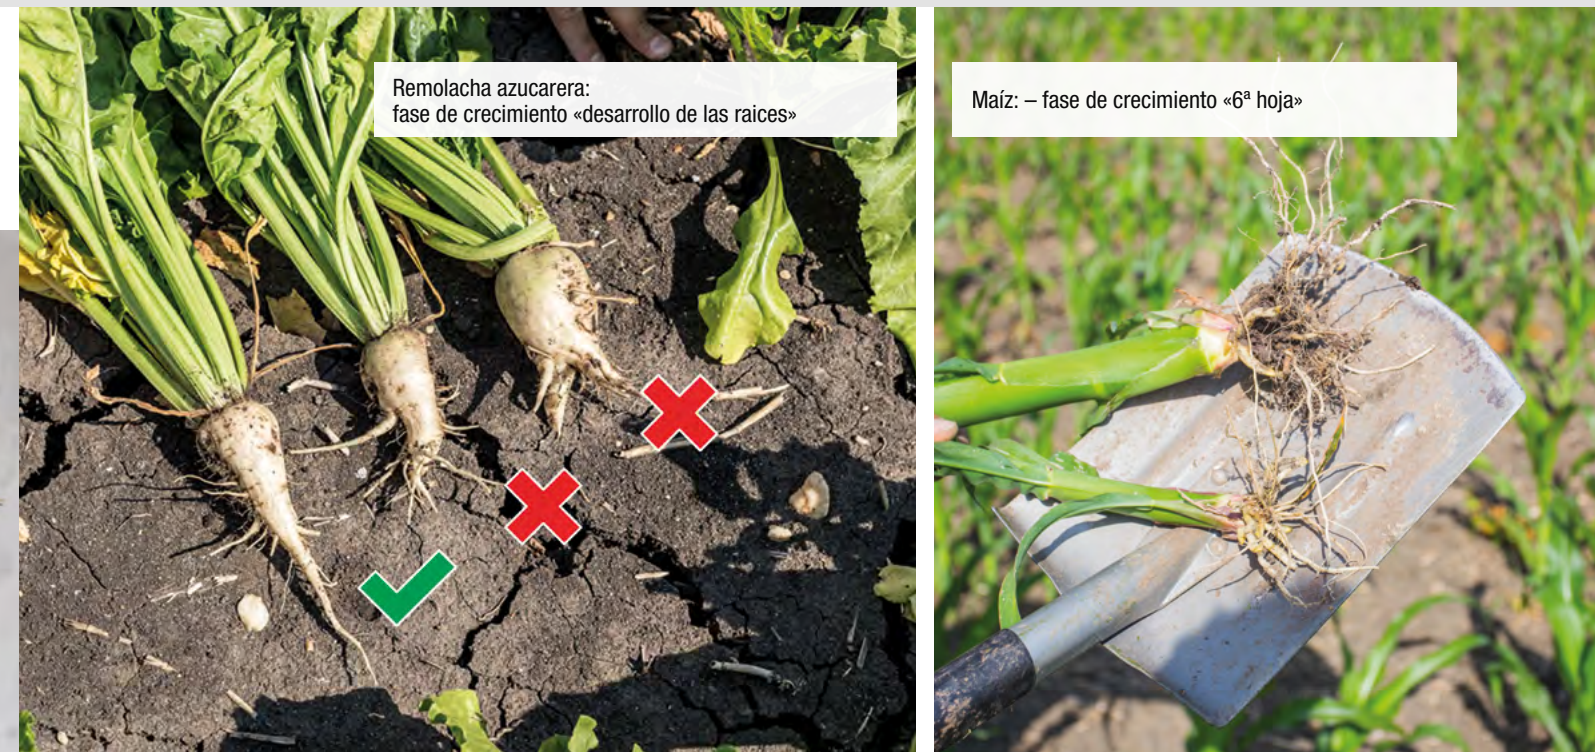 Remolacha azucarera:
fase de crecimiento «desarrollo de las raices»
Maíz: – fase de crecimiento «6ª hoja»